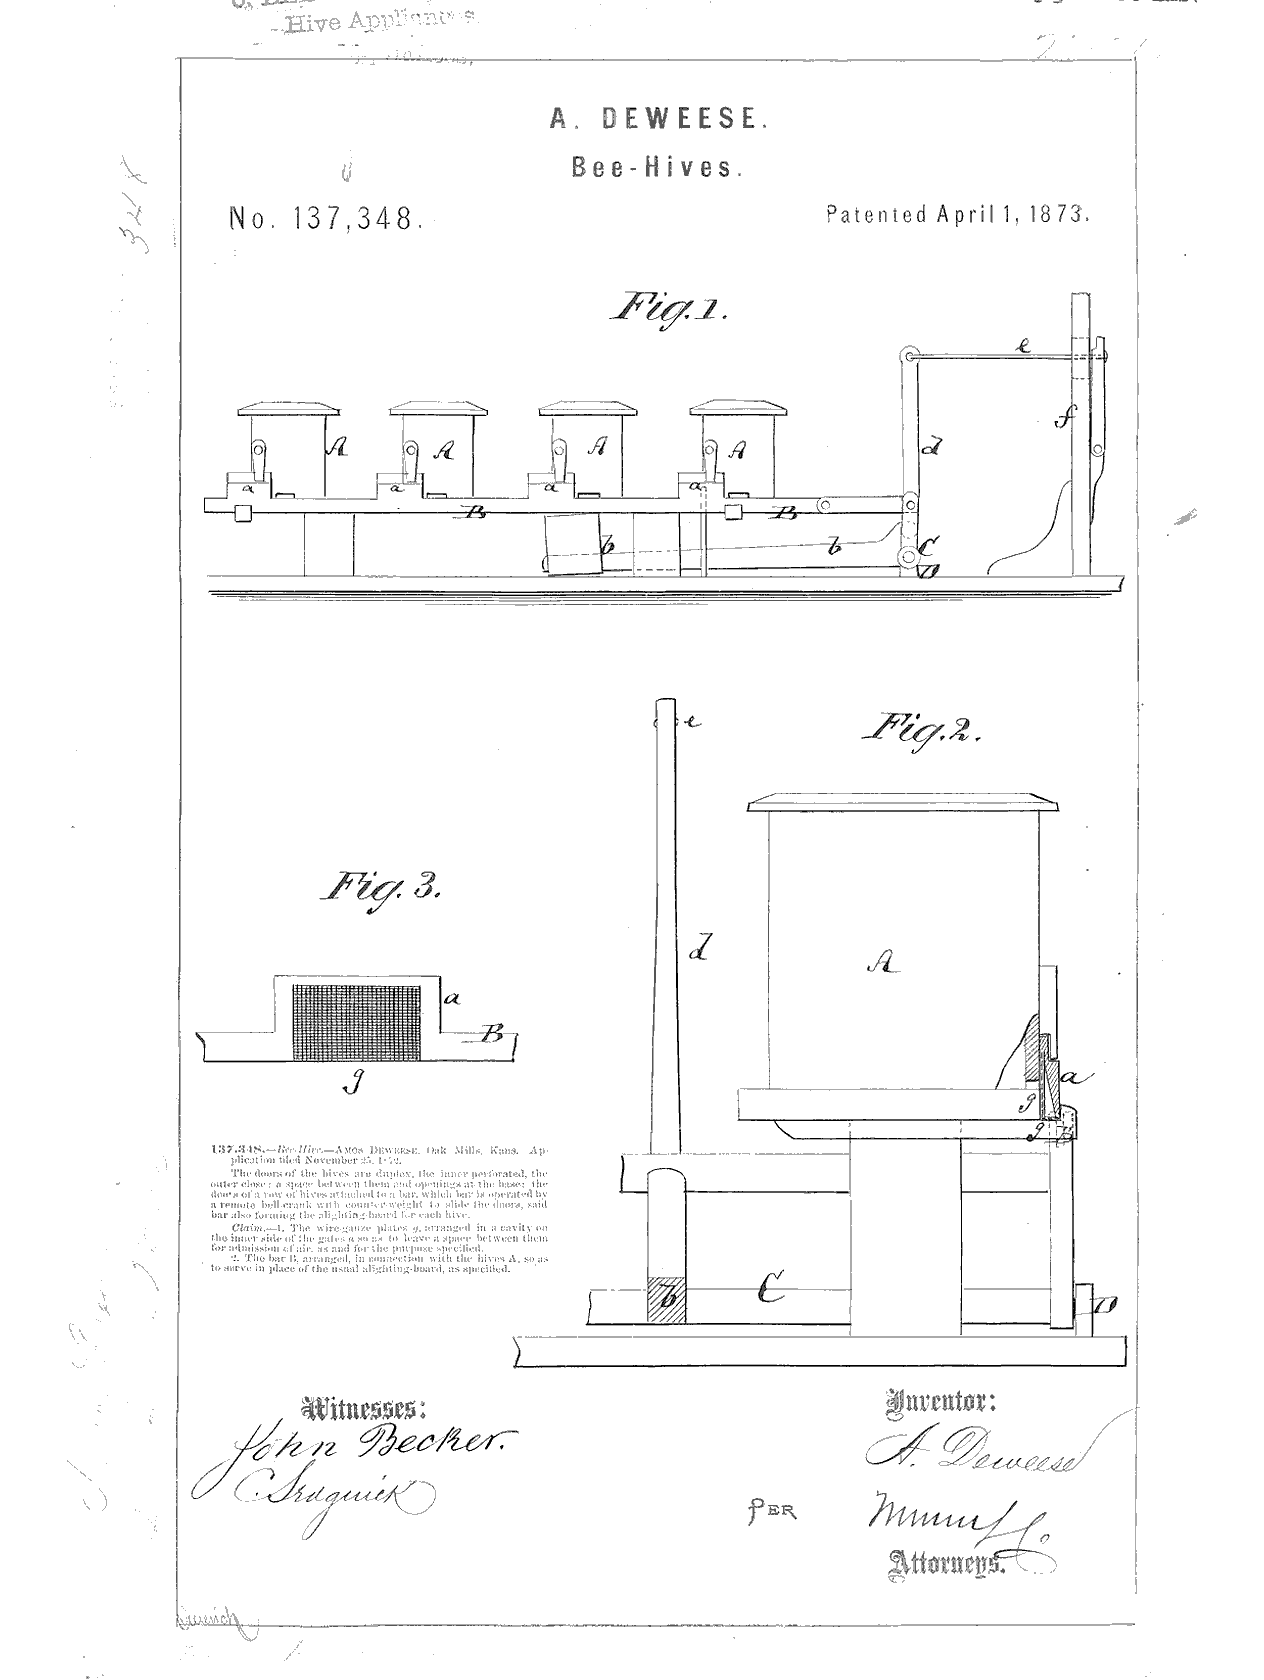 Hive Appliances.
A. DEWEESE.
Bee-Hives.
No. 137,348.
Patented April 1, 1873.
348
Fig. 1.
e
f
A
A
A
A
d
a
a
a
a
B
B
b
b
C
D
Fig. 2.
e
d
A
a
g
g
B
b
C
D
Fig. 3.
a
B
g
137,348.—Bee-Hive.—AMOS DEWEESE, Oak Mills, Kans. Ap-
plication filed November 25, 1872.
The doors of the hives are duplex, the inner perforated, the
outer close; a space between them and openings at the base; the
doors of a row of hives attached to a bar, which bar is operated by
a remote bell-crank with counter-weight to slide the doors, said
bar also forming the alighting-board for each hive.
Claim.—1. The wire-gauze plates g, arranged in a cavity on
the inner side of the gates a so as to leave a space between them
for admission of air, as and for the purpose specified.
2. The bar B, arranged, in connection with the hives A, so as
to serve in place of the usual alighting-board, as specified.
Witnesses:
John Becker.
C. Sedgwick
Inventor:
A. Deweese
PER
Munn & Co.
Attorneys.